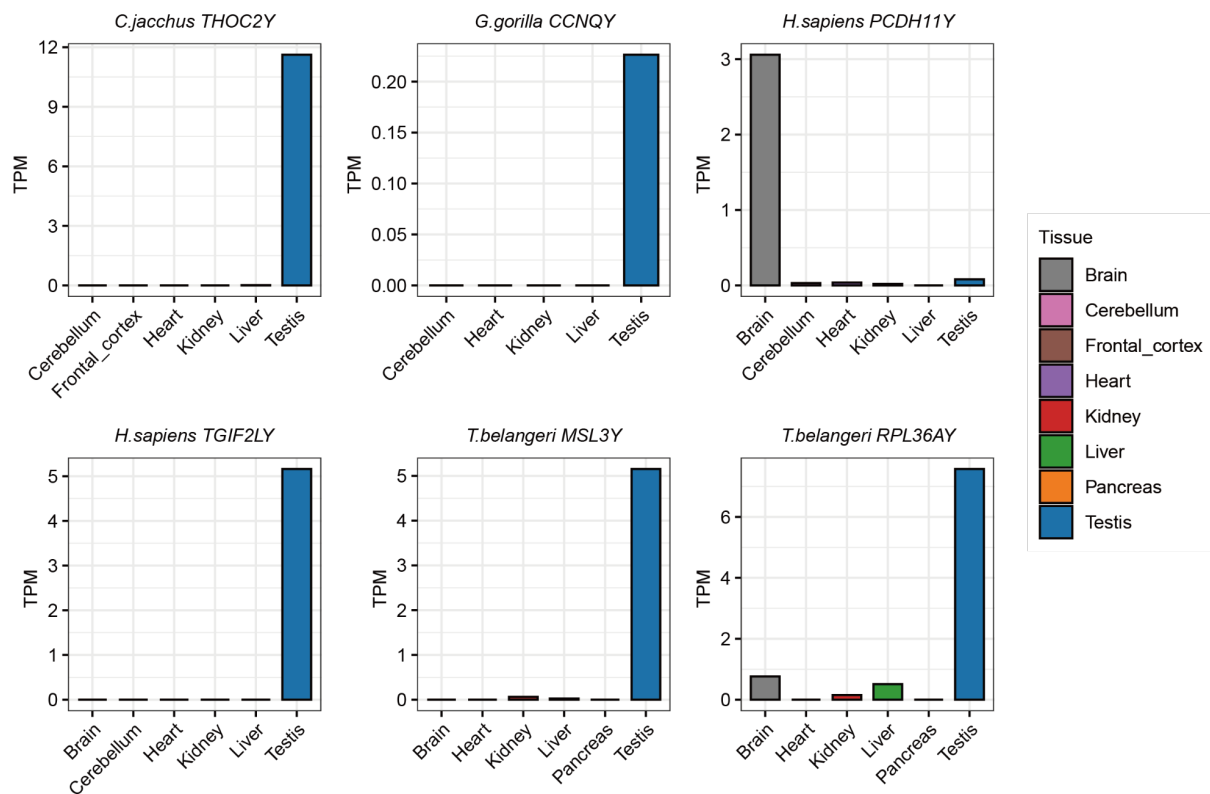 C.jacchus THOC2Y
12
9
6
3
0
TPM
Cerebellum
Frontal_cortex
Heart
Kidney
Liver
Testis
G.gorilla CCNQY
0.20
0.15
0.10
0.05
0.00
TPM
Cerebellum
Heart
Kidney
Liver
Testis
H.sapiens PCDH11Y
3
2
1
0
TPM
Brain
Cerebellum
Heart
Kidney
Liver
Testis
H.sapiens TGIF2LY
5
4
3
2
1
0
TPM
Brain
Cerebellum
Heart
Kidney
Liver
Testis
T.belangeri MSL3Y
5
4
3
2
1
0
TPM
Brain
Heart
Kidney
Liver
Pancreas
Testis
T.belangeri RPL36AY
6
4
2
0
TPM
Brain
Heart
Kidney
Liver
Pancreas
Testis
Tissue
Brain
Cerebellum
Frontal_cortex
Heart
Kidney
Liver
Pancreas
Testis